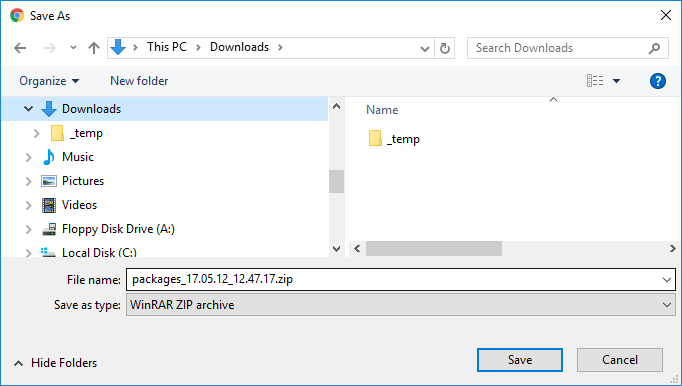 Save As
This PC > Downloads >
Search Downloads
Organize
New folder
?
Downloads
_temp
Music
Pictures
Videos
Floppy Disk Drive (A:)
Local Disk (C:)
Name
_temp
File name: packages_17.05.12_12.47.17.zip
Save as type: WinRAR ZIP archive
Hide Folders
Save
Cancel